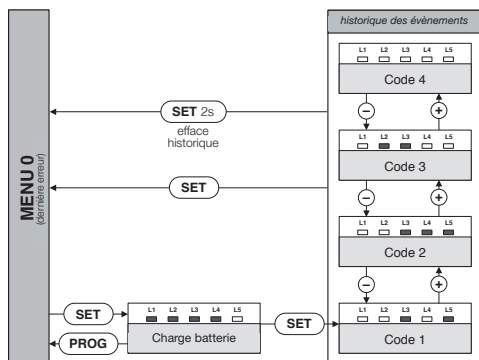 historique des évènements
L1 L2 L3 L4 L5
Code 4
− +
SET 2s
efface
historique
L1 L2 L3 L4 L5
Code 3
SET
− +
MENU 0
(dernière erreur)
L1 L2 L3 L4 L5
Code 2
− +
SET
L1 L2 L3 L4 L5
Charge batterie
PROG
SET
L1 L2 L3 L4 L5
Code 1